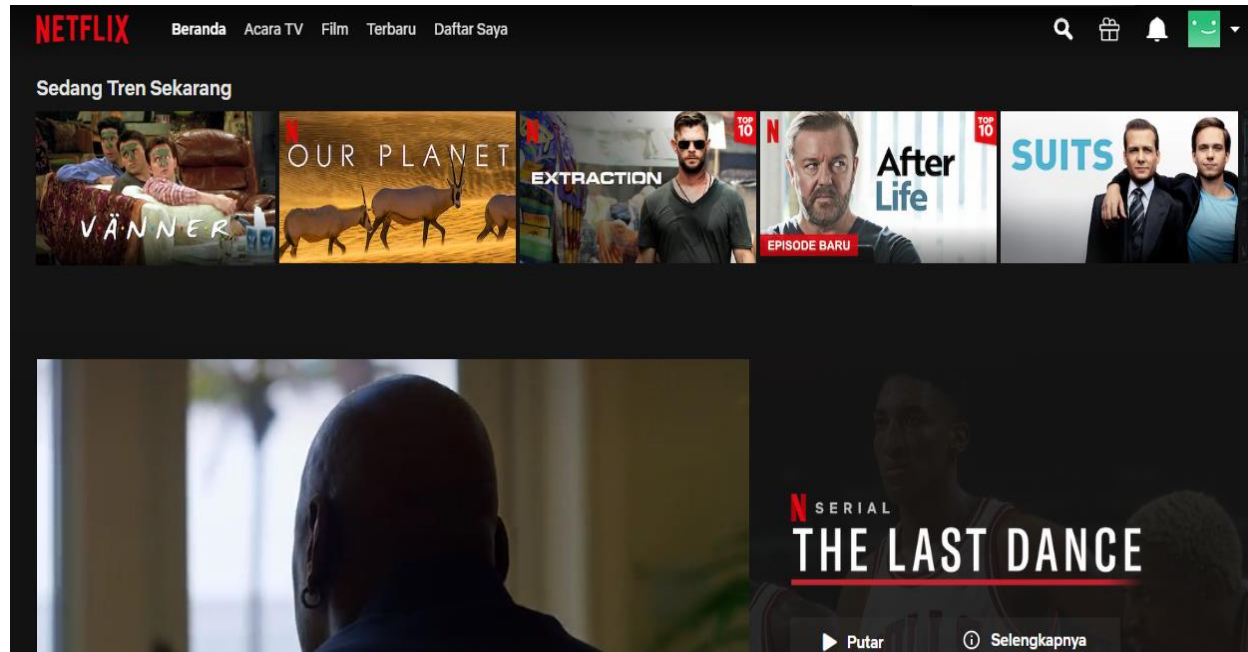 NETFLIX Beranda Acara TV Film Terbaru Daftar Saya
Sedang Tren Sekarang
VÄNNER
N OUR PLANET
N EXTRACTION TOP 10
N After Life TOP 10
EPISODE BARU
SUITS
N SERIAL
THE LAST DANCE
Putar Selengkapnya